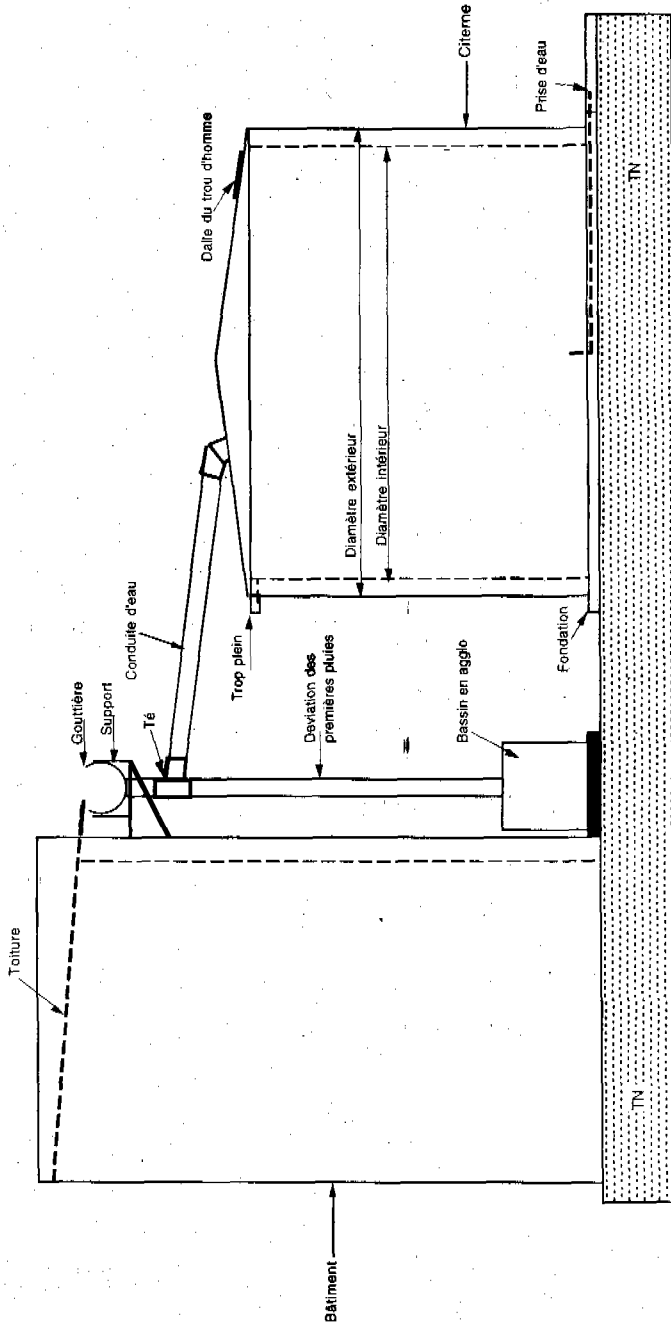 Toiture
Gouttière
Support
Té
Conduite d'eau
Dalle du trou d'homme
Citerne
Trop plein
Deviation des
premières pluies
Diamètre extérieur
Diamètre intérieur
Bassin en agglo
Bâtiment
Fondation
Prise d'eau
TN
TN